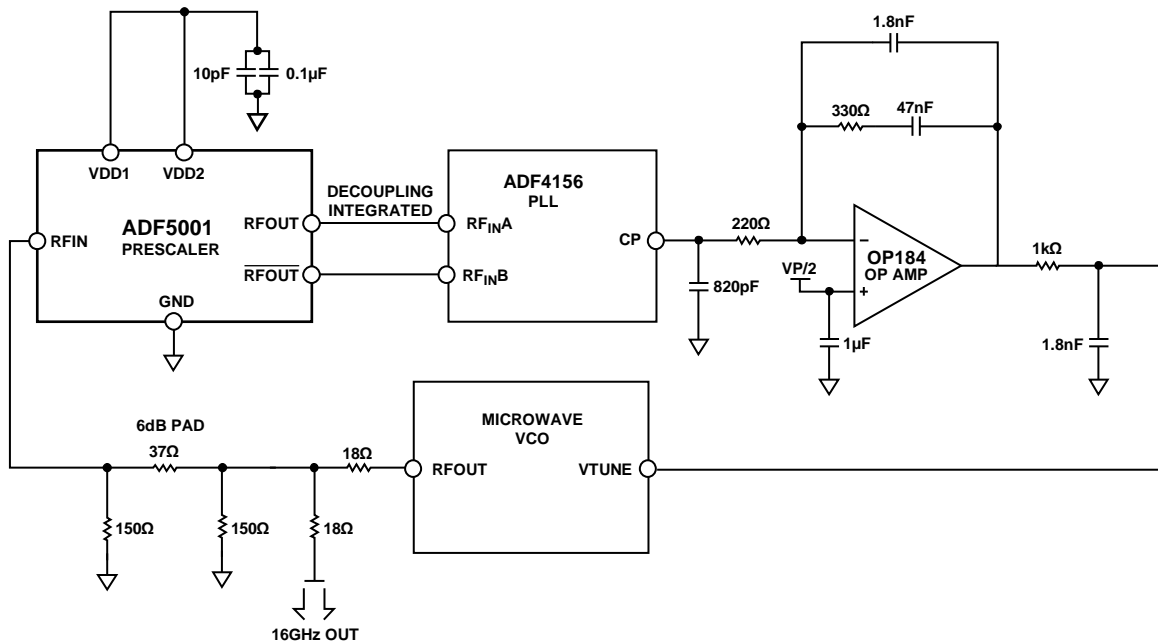 1.8nF
10pF
0.1µF
330Ω
47nF
VDD1
VDD2
ADF5001
PRESCALER
RFIN
RFOUT
RFOUT
GND
DECOUPLING
INTEGRATED
ADF4156
PLL
RFINA
RFINB
CP
220Ω
820pF
VP/2
1µF
−
+
OP184
OP AMP
1kΩ
1.8nF
6dB PAD
37Ω
150Ω
150Ω
18Ω
18Ω
16GHz OUT
MICROWAVE
VCO
RFOUT
VTUNE